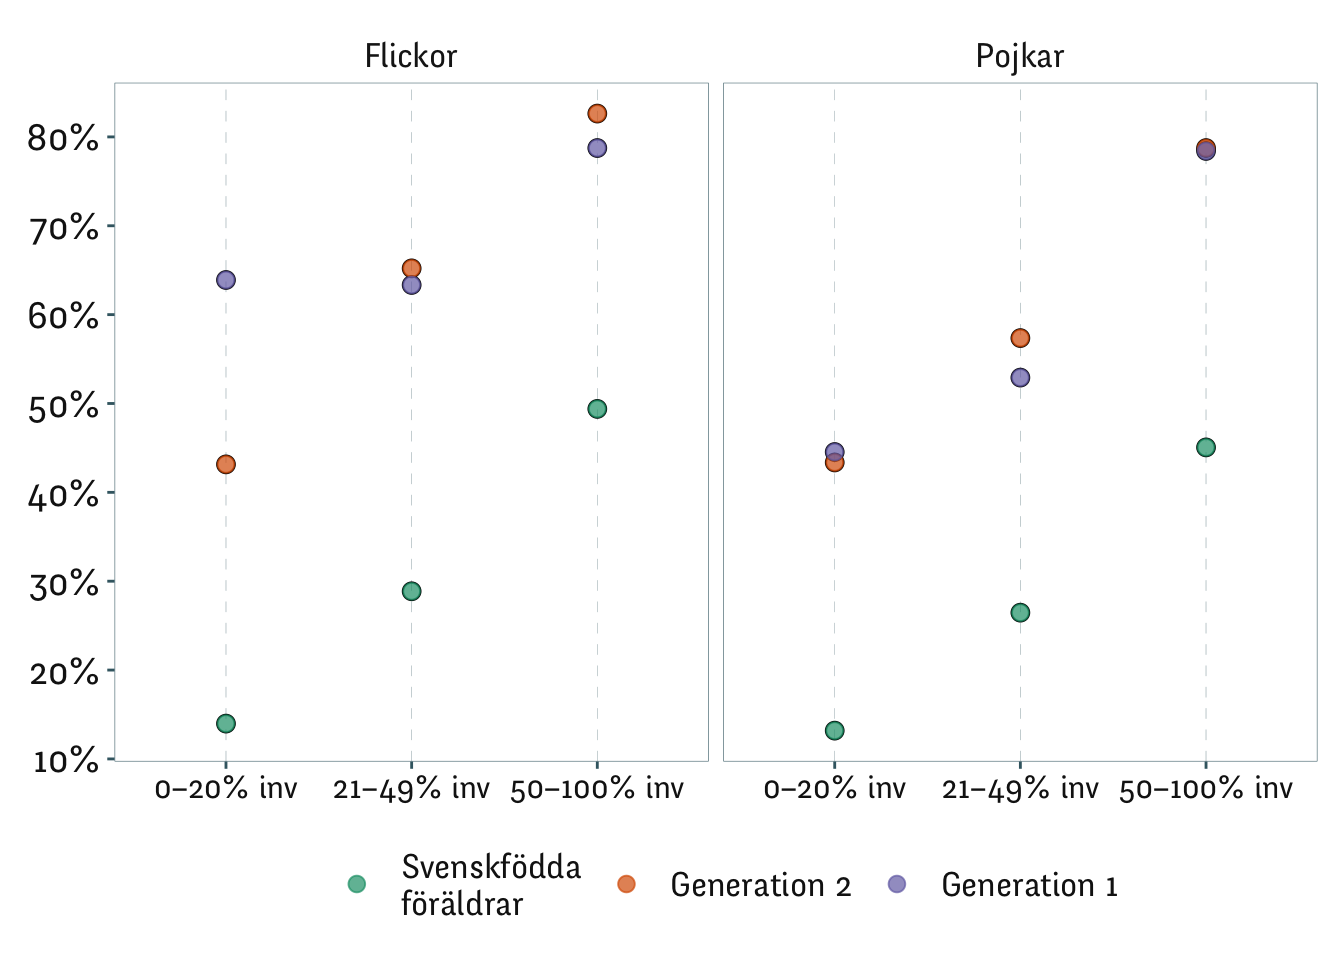 Flickor
Pojkar
80%
70%
60%
50%
40%
30%
20%
10%
0–20% inv
21–49% inv
50–100% inv
0–20% inv
21–49% inv
50–100% inv
Svenskfödda
föräldrar
Generation 2
Generation 1